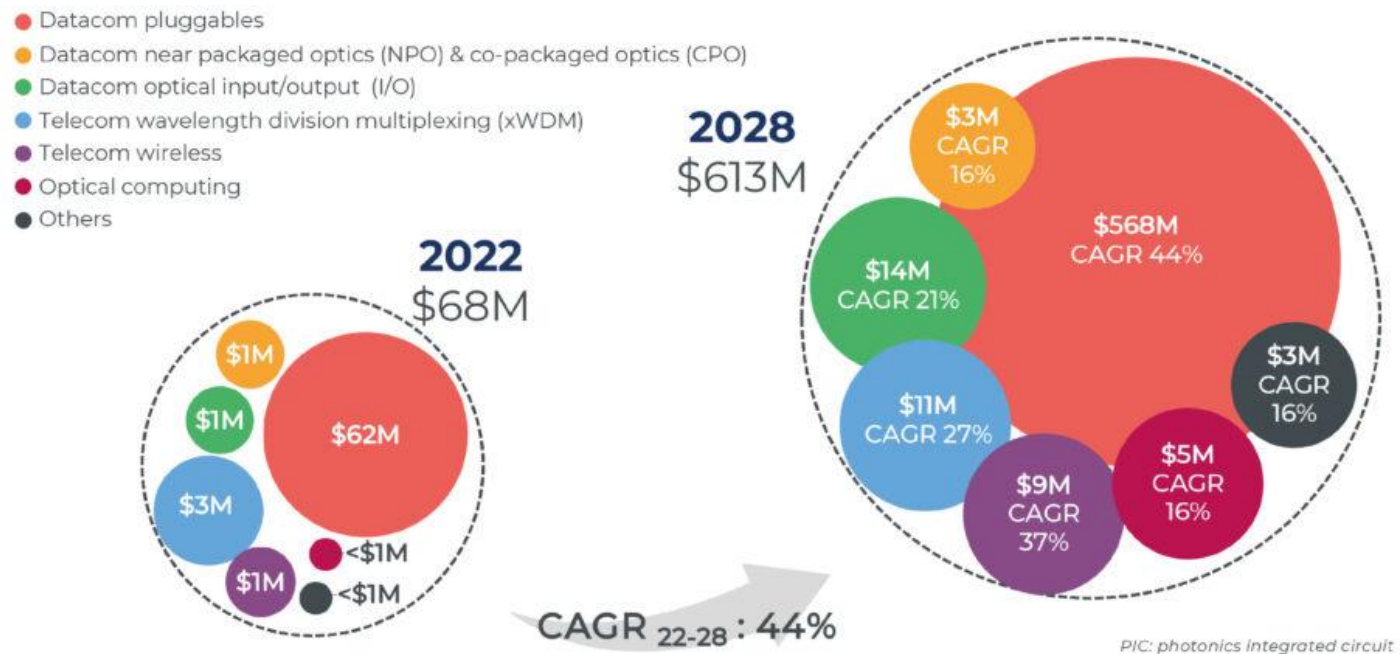 Datacom pluggables
Datacom near packaged optics (NPO) & co-packaged optics (CPO)
Datacom optical input/output (I/O)
Telecom wavelength division multiplexing (xWDM)
Telecom wireless
Optical computing
Others
2022
$68M
$1M
$1M
$62M
$3M
$1M
<$1M
<$1M
2028
$613M
$3M
CAGR
16%
$568M
CAGR 44%
$14M
CAGR 21%
$11M
CAGR 27%
$9M
CAGR
37%
$5M
CAGR
16%
$3M
CAGR
16%
CAGR 22-28 : 44%
PIC: photonics integrated circuit